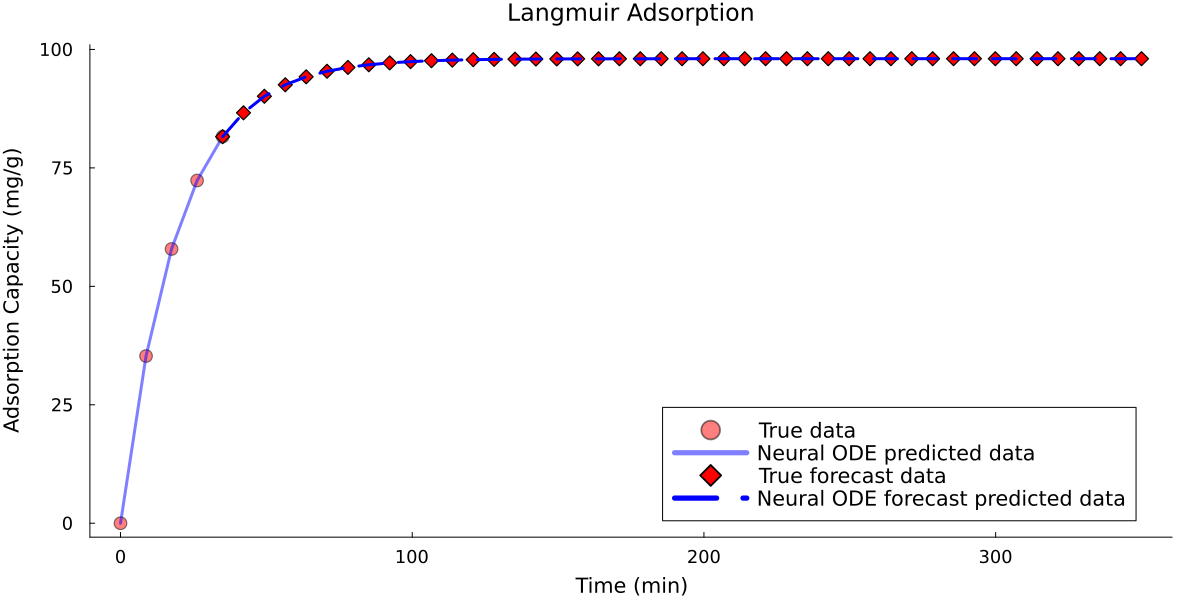 Langmuir Adsorption
Adsorption Capacity (mg/g)
100
75
50
25
0
0
100
200
300
Time (min)
True data
Neural ODE predicted data
True forecast data
Neural ODE forecast predicted data